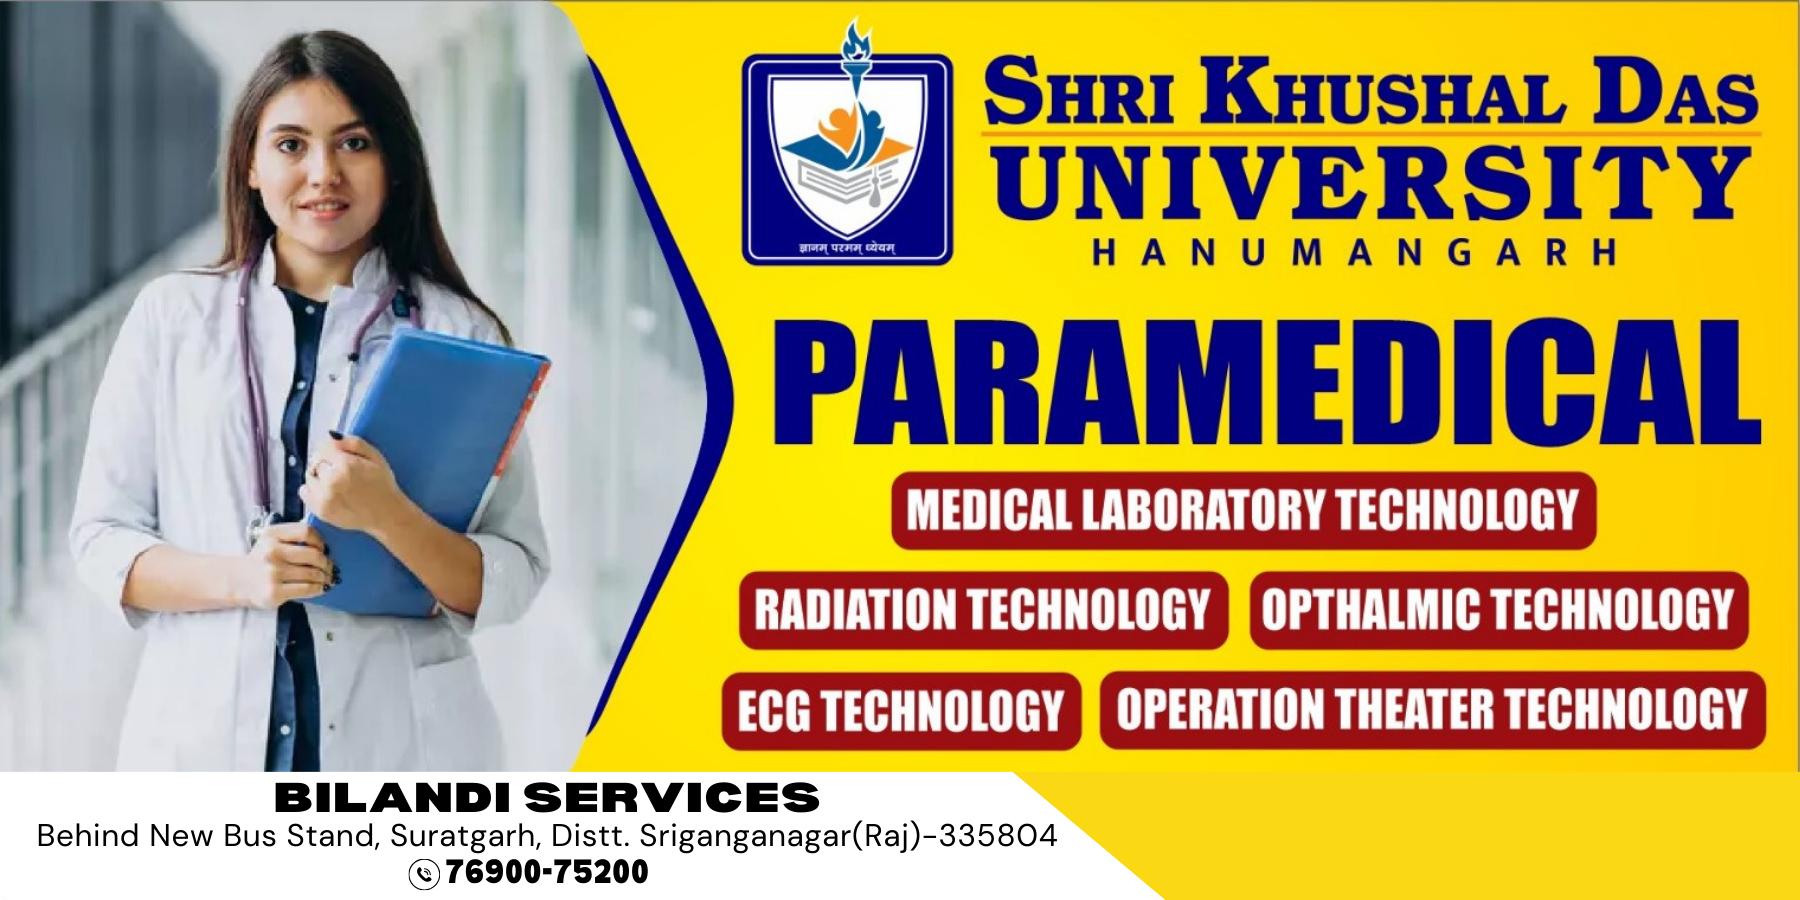 SHRI KHUSHAL DAS
UNIVERSITY
HANUMANGARH
ज्ञानम् परमम् ध्येयम्
PARAMEDICAL
MEDICAL LABORATORY TECHNOLOGY
RADIATION TECHNOLOGY
OPTHALMIC TECHNOLOGY
ECG TECHNOLOGY
OPERATION THEATER TECHNOLOGY
BILANDI SERVICES
Behind New Bus Stand, Suratgarh, Distt. Sriganganagar(Raj)-335804
76900-75200